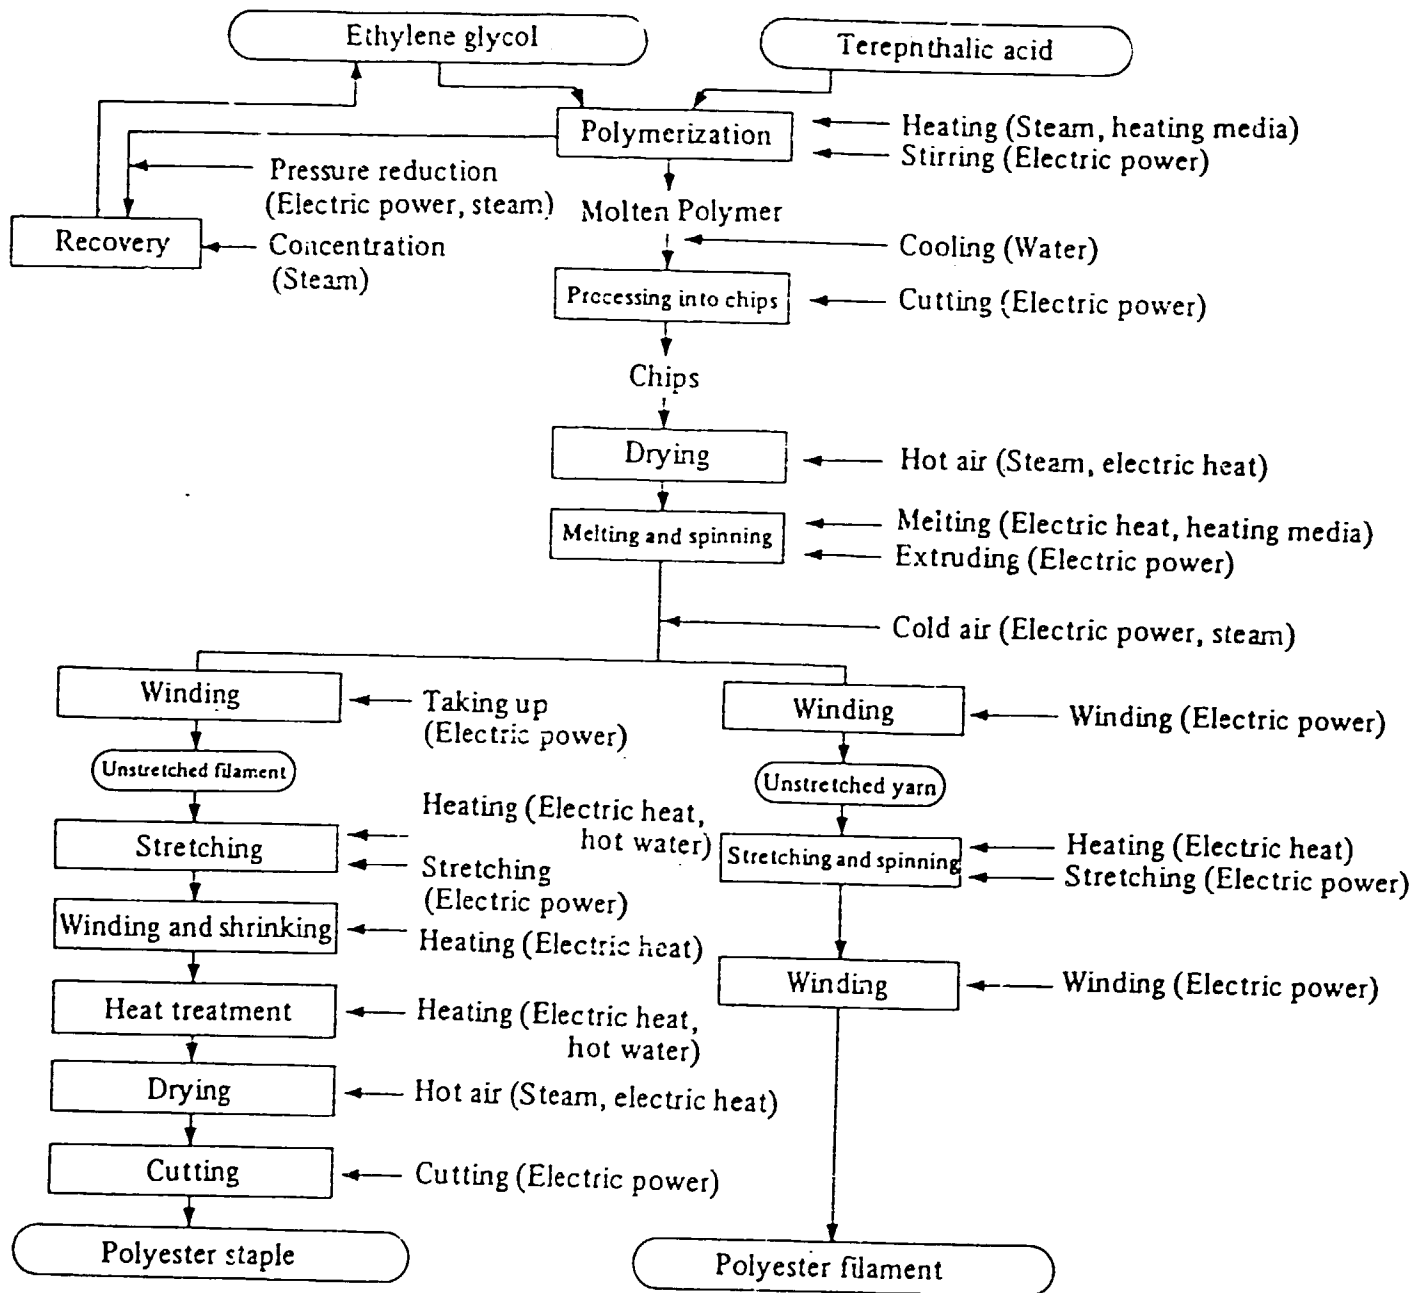 Ethylene glycol
Terephthalic acid
Polymerization
Heating (Steam, heating media)
Stirring (Electric power)
Pressure reduction
(Electric power, steam)
Molten Polymer
Recovery
Concentration
(Steam)
Cooling (Water)
Processing into chips
Cutting (Electric power)
Chips
Drying
Hot air (Steam, electric heat)
Melting and spinning
Melting (Electric heat, heating media)
Extruding (Electric power)
Cold air (Electric power, steam)
Winding
Taking up
(Electric power)
Winding
Winding (Electric power)
Unstretched filament
Unstretched yarn
Stretching
Heating (Electric heat,
hot water)
Stretching
(Electric power)
Stretching and spinning
Heating (Electric heat)
Stretching (Electric power)
Winding and shrinking
Heating (Electric heat)
Winding
Winding (Electric power)
Heat treatment
Heating (Electric heat,
hot water)
Drying
Hot air (Steam, electric heat)
Cutting
Cutting (Electric power)
Polyester staple
Polyester filament